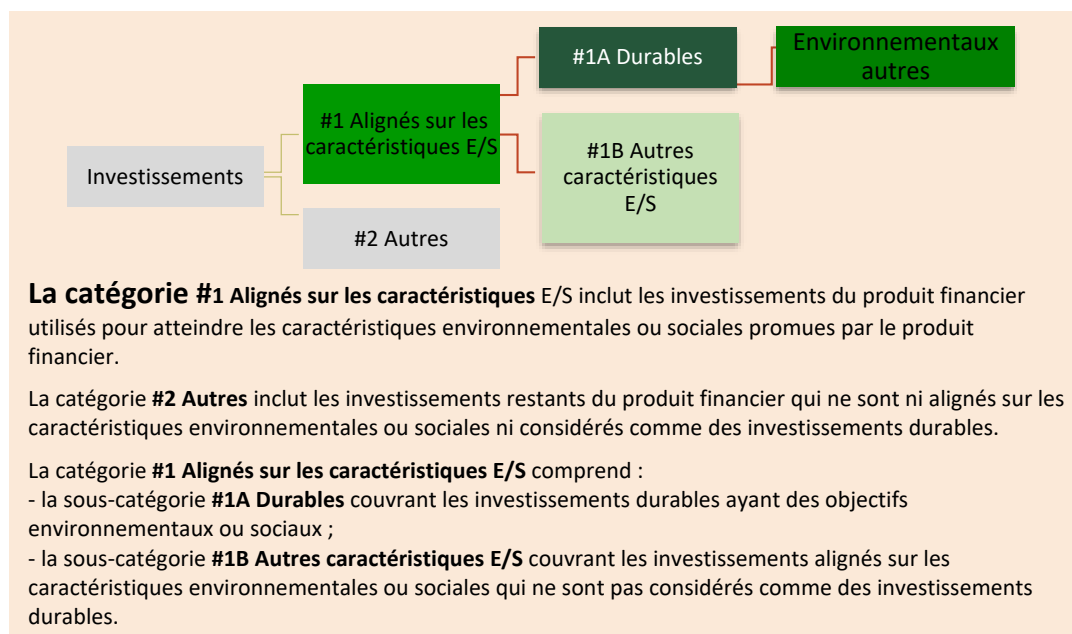 #1A Durables
Environnementaux
autres
#1 Alignés sur les
caractéristiques E/S
#1B Autres
caractéristiques
E/S
Investissements
#2 Autres
La catégorie #1 Alignés sur les caractéristiques E/S inclut les investissements du produit financier
utilisés pour atteindre les caractéristiques environnementales ou sociales promues par le produit
financier.
La catégorie #2 Autres inclut les investissements restants du produit financier qui ne sont ni alignés sur les
caractéristiques environnementales ou sociales ni considérés comme des investissements durables.
La catégorie #1 Alignés sur les caractéristiques E/S comprend :
- la sous-catégorie #1A Durables couvrant les investissements durables ayant des objectifs
environnementaux ou sociaux ;
- la sous-catégorie #1B Autres caractéristiques E/S couvrant les investissements alignés sur les
caractéristiques environnementales ou sociales qui ne sont pas considérés comme des investissements
durables.